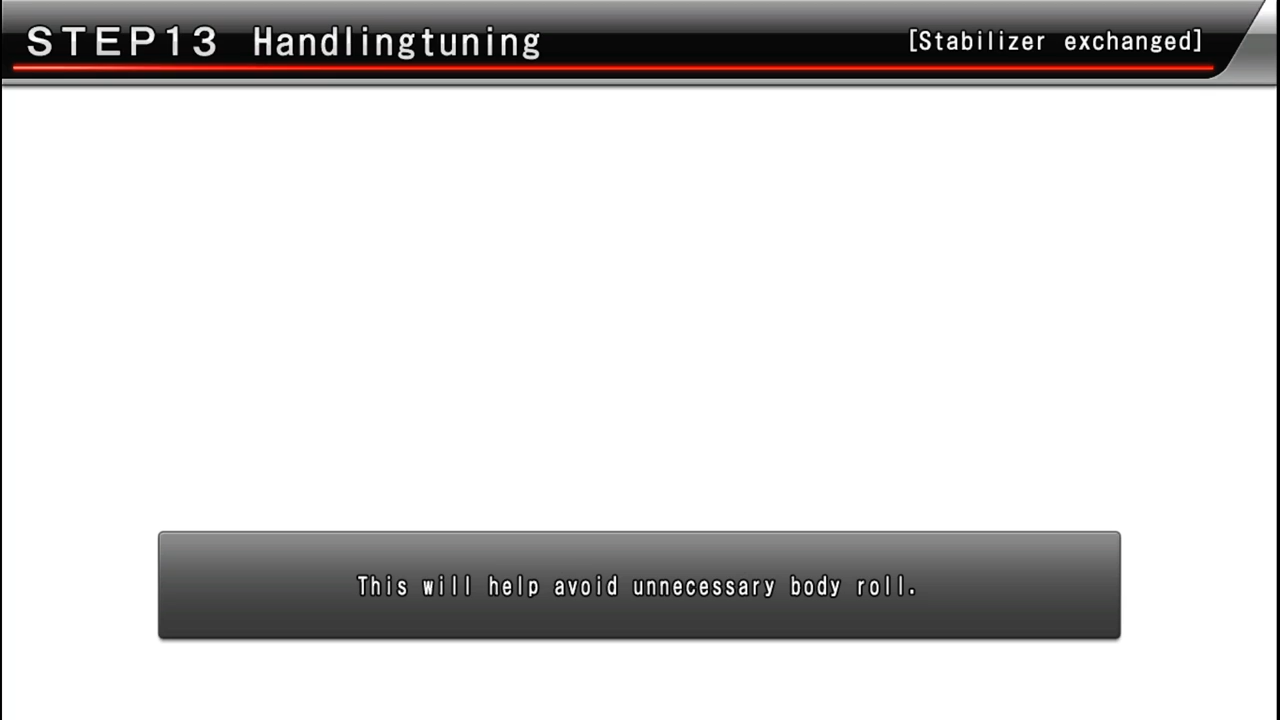 STEP13 Handlingtuning
[Stabilizer exchanged]
This will help avoid unnecessary body roll.